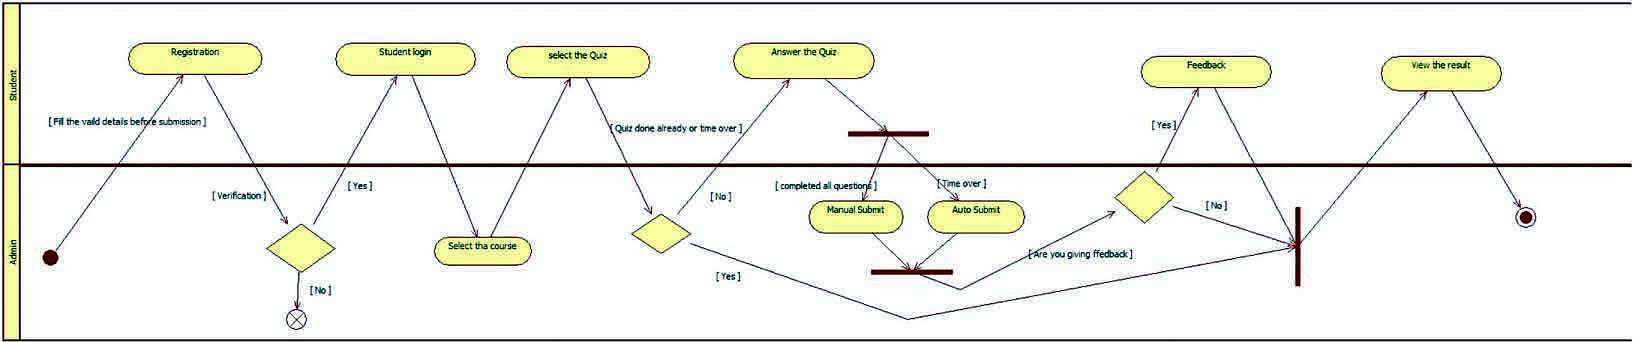 Student
Registration
Student login
select the Quiz
Answer the Quiz
Feedback
View the result
[ Fill the vaild details before submission ]
[ Quiz done already or time over ]
[ Yes ]
Admin
[ Verification ]
[ Yes ]
[ No ]
[ completed all questions ]
[ Time over ]
Manual Submit
Auto Submit
[ No ]
Select tha course
[ Are you giving ffedback ]
[ Yes ]
[ No ]